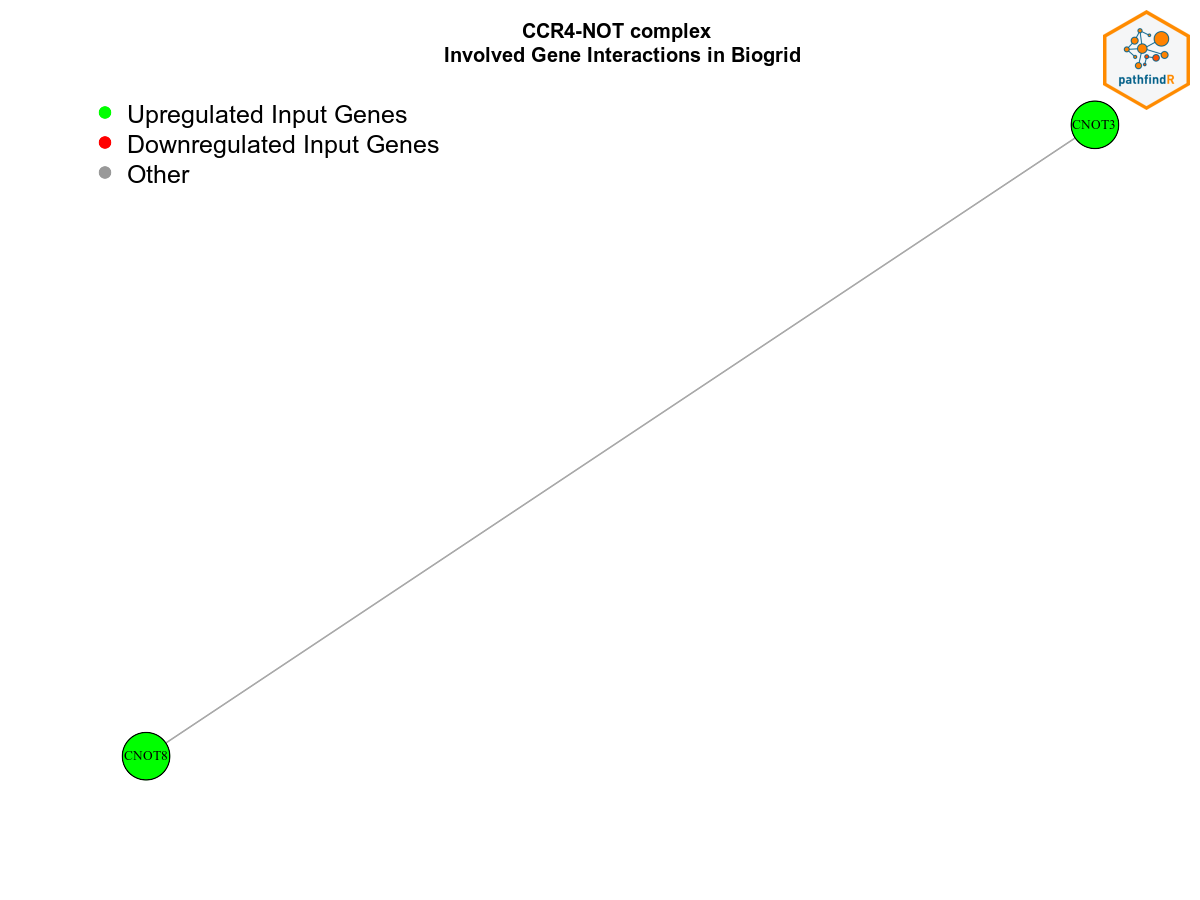 CCR4-NOT complex
Involved Gene Interactions in Biogrid
pathfindR
Upregulated Input Genes
Downregulated Input Genes
Other
CNOT3
CNOT8